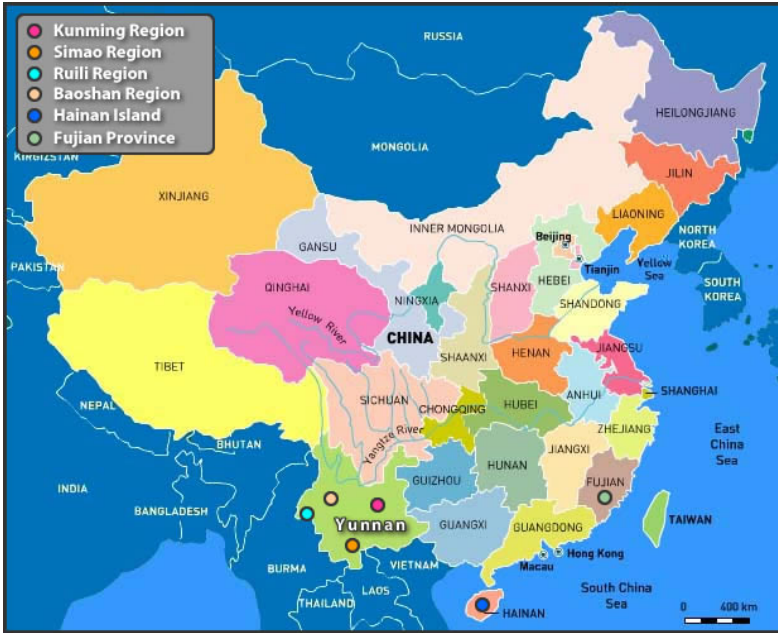 Kunming Region
Simao Region
Ruili Region
Baoshan Region
Hainan Island
Fujian Province
RUSSIA
HEILONGJIANG
MONGOLIA
KIRGIZSTAN
JILIN
XINJIANG
LIAONING
INNER MONGOLIA
NORTH
KOREA
GANSU
Beijing
PAKISTAN
Tianjin
Yellow
Sea
HEBEI
SOUTH
KOREA
QINGHAI
NINGXIA
SHANXI
SHANDONG
Yellow River
CHINA
TIBET
SHAANXI
HENAN
JIANGSU
SICHUAN
CHONGQING
HUBEI
ANHUI
SHANGHAI
NEPAL
Yangtze River
ZHEJIANG
East
China
Sea
BHUTAN
JIANGXI
HUNAN
GUIZHOU
FUJIAN
INDIA
BANGLADESH
Yunnan
GUANGXI
GUANGDONG
TAIWAN
Hong Kong
Macau
BURMA
VIETNAM
LAOS
THAILAND
South China
Sea
HAINAN
0 400 km